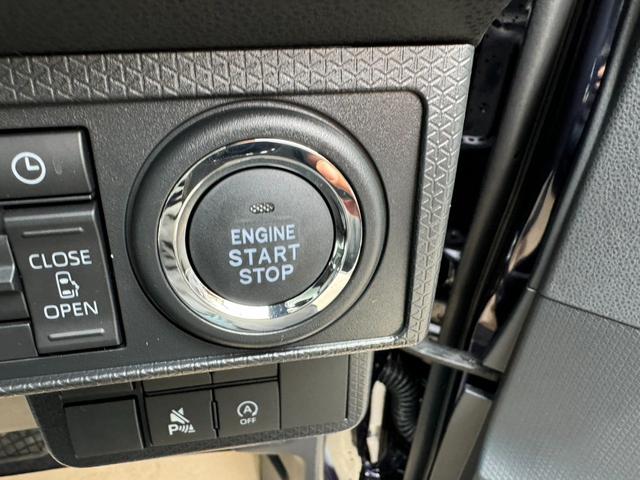 ENGINE
START
STOP
CLOSE
OPEN
P
A
OFF